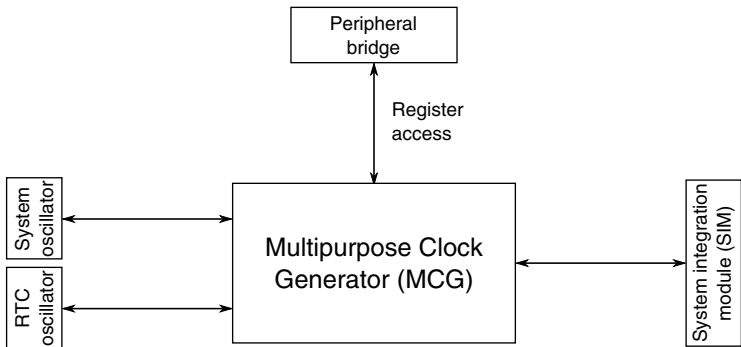 Peripheral
bridge
Register
access
System
oscillator
Multipurpose Clock
Generator (MCG)
System integration
module (SIM)
RTC
oscillator